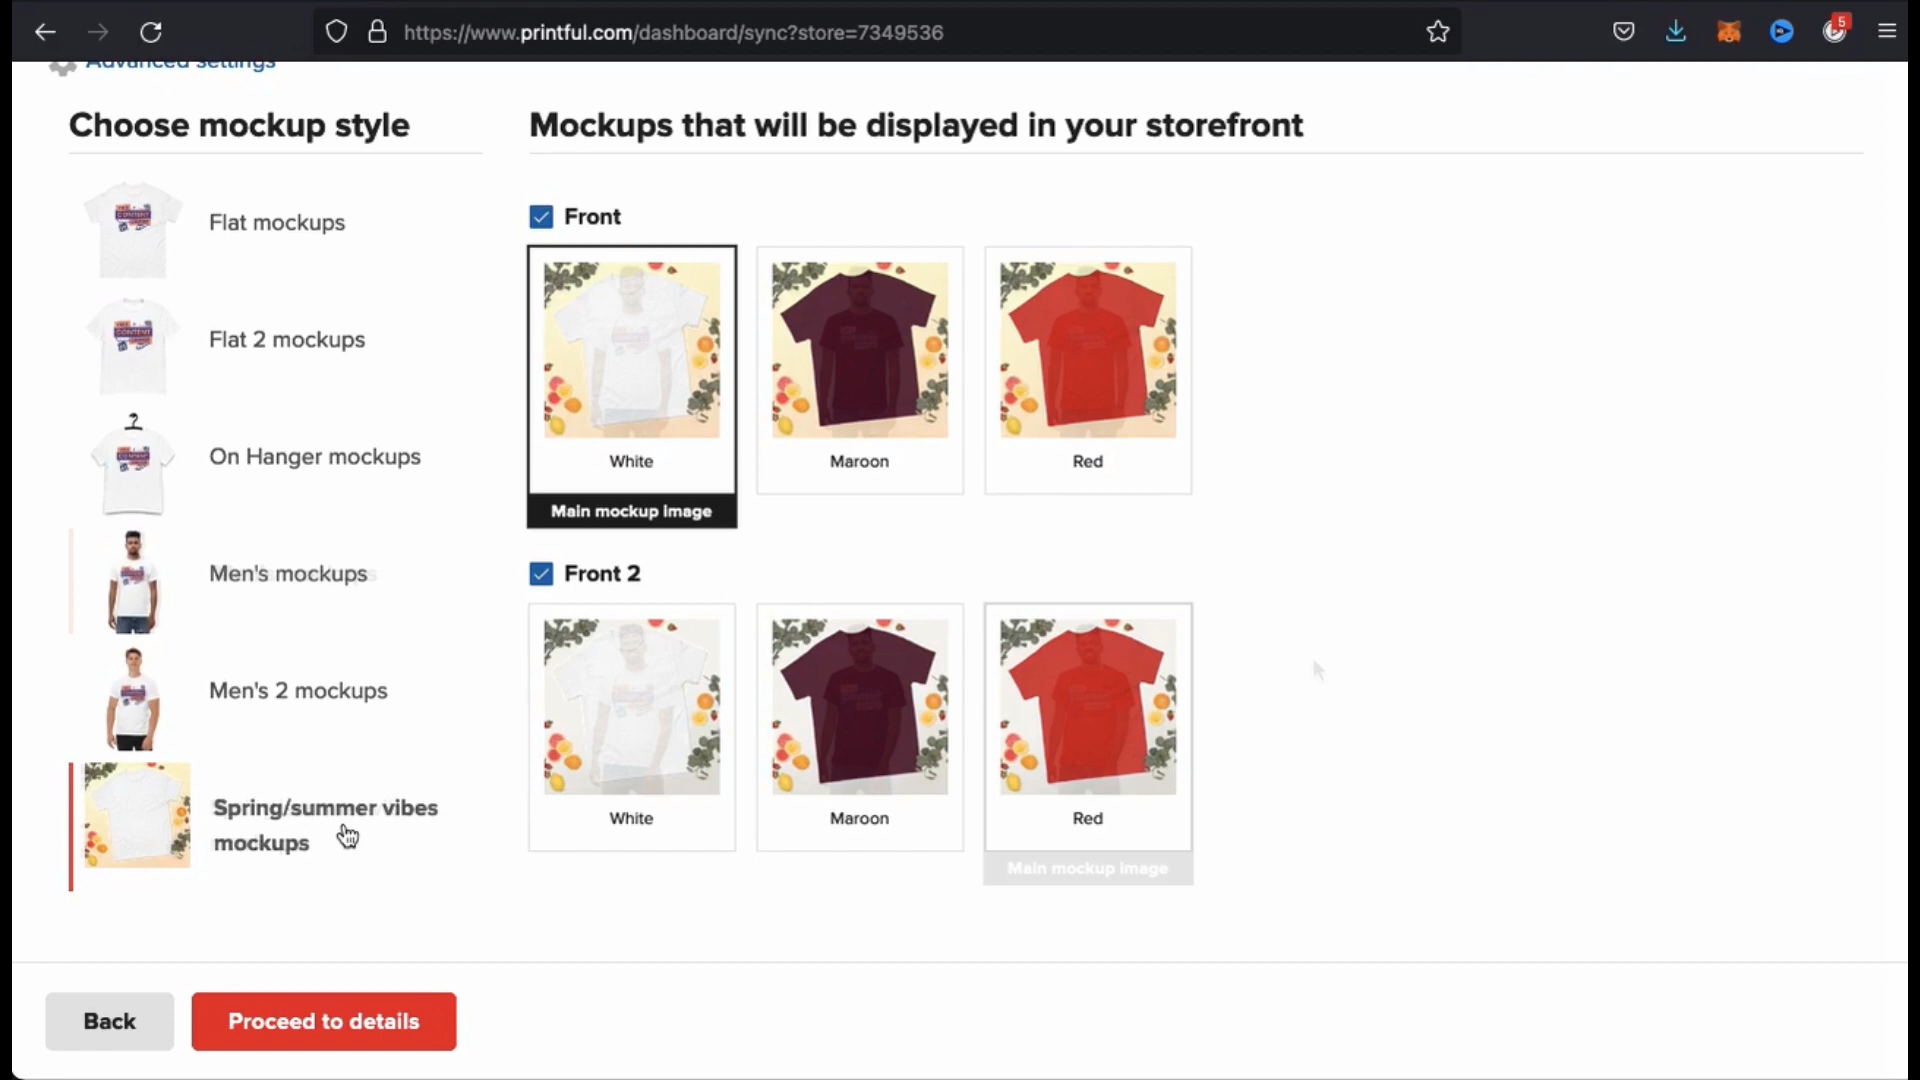 https://www.printful.com/dashboard/sync?store=7349536
5
Advanced settings
Choose mockup style
Mockups that will be displayed in your storefront
Flat mockups
Flat 2 mockups
On Hanger mockups
Men's mockups
Men's 2 mockups
Spring/summer vibes
mockups
Front
White
Maroon
Red
Main mockup image
Front 2
White
Maroon
Red
Main mockup image
Back
Proceed to details